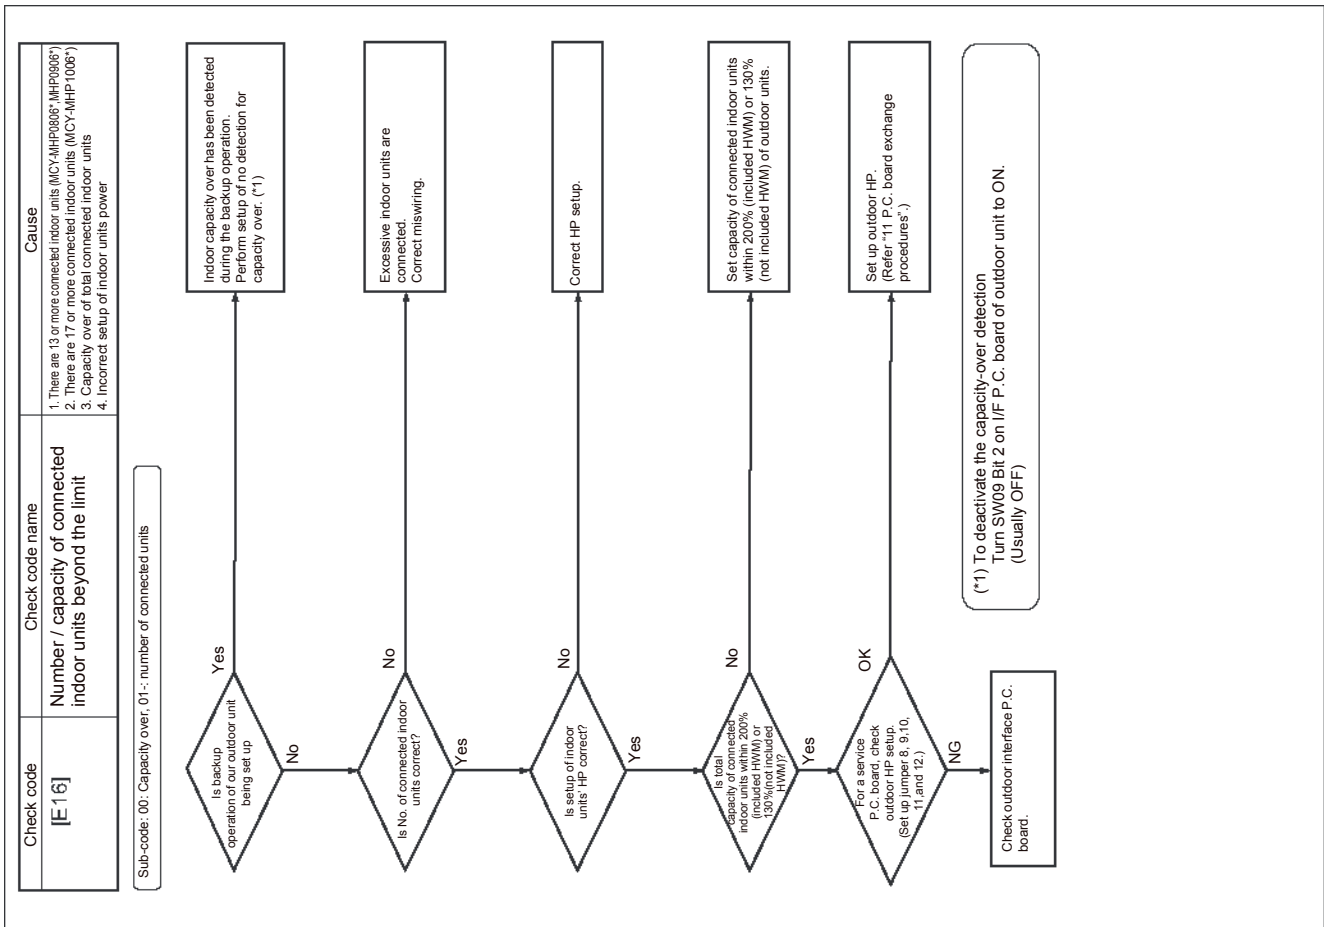 Check code
Check code name
Cause
[E16]
Number / capacity of connected
indoor units beyond the limit
1. There are 13 or more connected indoor units (MCY-MHP0806*,MHP0906*)
2. There are 17 or more connected indoor units (MCY-MHP1006*)
3. Capacity over of total connected indoor units
4. Incorrect setup of indoor units power
Sub-code: 00: Capacity over, 01-: number of connected units
Is backup
operation of our outdoor unit
being set up
Yes
Indoor capacity over has been detected
during the backup operation.
Perform setup of no detection for
capacity over. (*1)
No
Is No. of connected indoor
units correct?
No
Excessive indoor units are
connected.
Correct miswiring.
Yes
Is setup of indoor
units' HP correct?
No
Correct HP setup.
Yes
Is total
capacity of connected
indoor units within 200%
(included HWM) or
130%(not included
HWM)?
No
Set capacity of connected indoor units
within 200% (included HWM) or 130%
(not included HWM) of outdoor units.
Yes
For a service
P.C. board, check
outdoor HP setup.
(Set up jumper 8, 9,10,
11,and 12,)
OK
Set up outdoor HP.
(Refer “11 P.C. board exchange
procedures”.)
NG
Check outdoor interface P.C.
board.
(*1) To deactivate the capacity-over detection
Turn SW09 Bit 2 on I/F P.C. board of outdoor unit to ON.
(Usually OFF)